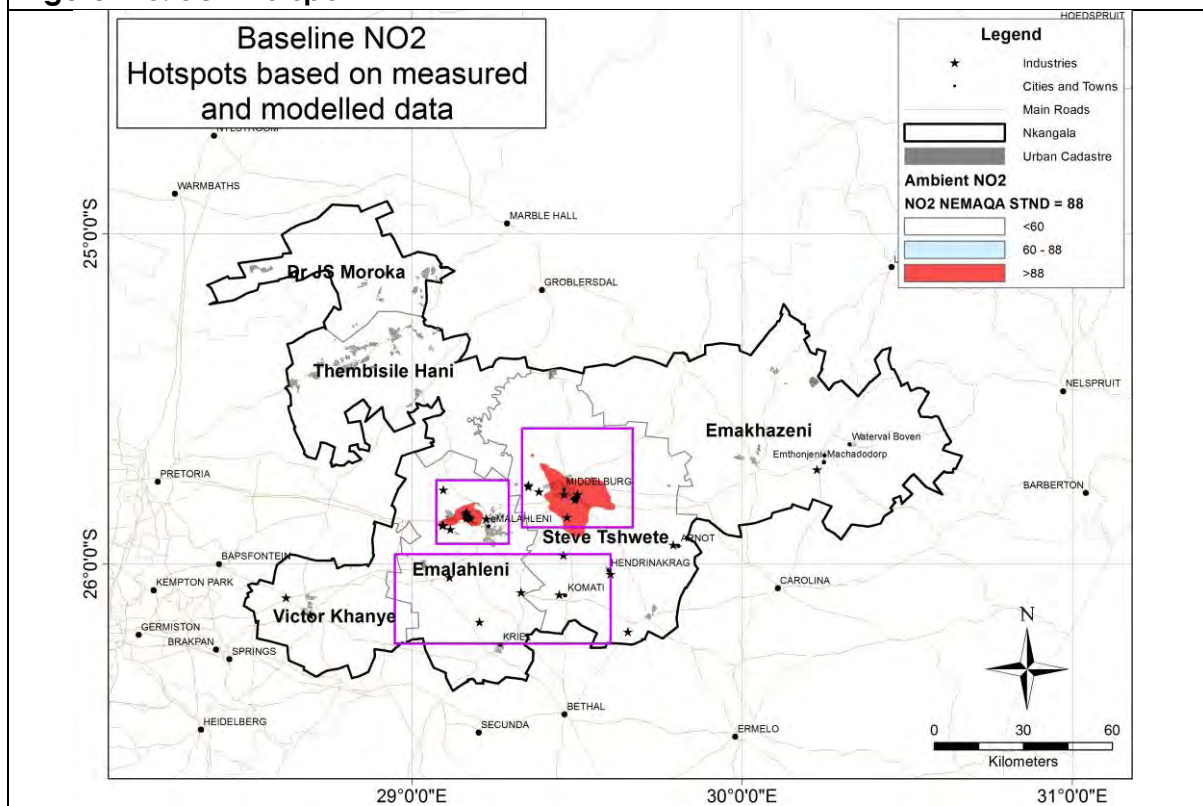 HOEDSPRUIT
Baseline NO2
Hotspots based on measured
and modelled data
Legend
Industries
Cities and Towns
Main Roads
Nkangala
Urban Cadastre
Ambient NO2
NO2 NEMAQA STND = 88
<60
60 - 88
>88
WARMBATHS
MARBLE HALL
25°0'0"S
Dr JS Moroka
GROBLERSDAL
Thembisile Hani
NELSPRUIT
Emakhazeni
Waterval Boven
Emthonjeni
Machadodorp
PRETORIA
MIDDELBURG
BARBERTON
EMALAHLENI
Steve Tshwete
ARNOT
26°0'0"S
BAPSFONTEIN
Emalahleni
HENDRINAKRAG
KEMPTON PARK
KOMATI
CAROLINA
Victor Khanye
GERMISTON
BRAKPAN
SPRINGS
N
BETHAL
HEIDELBERG
SECUNDA
ERMELO
0 30 60
Kilometers
29°0'0"E
30°0'0"E
31°0'0"E